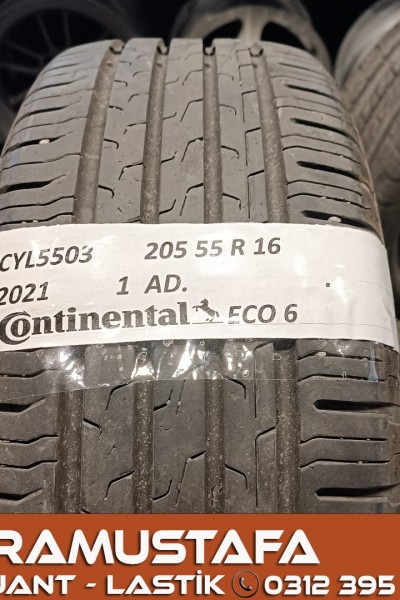 CYL5503 205 55 R 16
2021 1 AD.
Continental ECO 6
RAMUSTAFA
JANT - LASTİK 0312 395